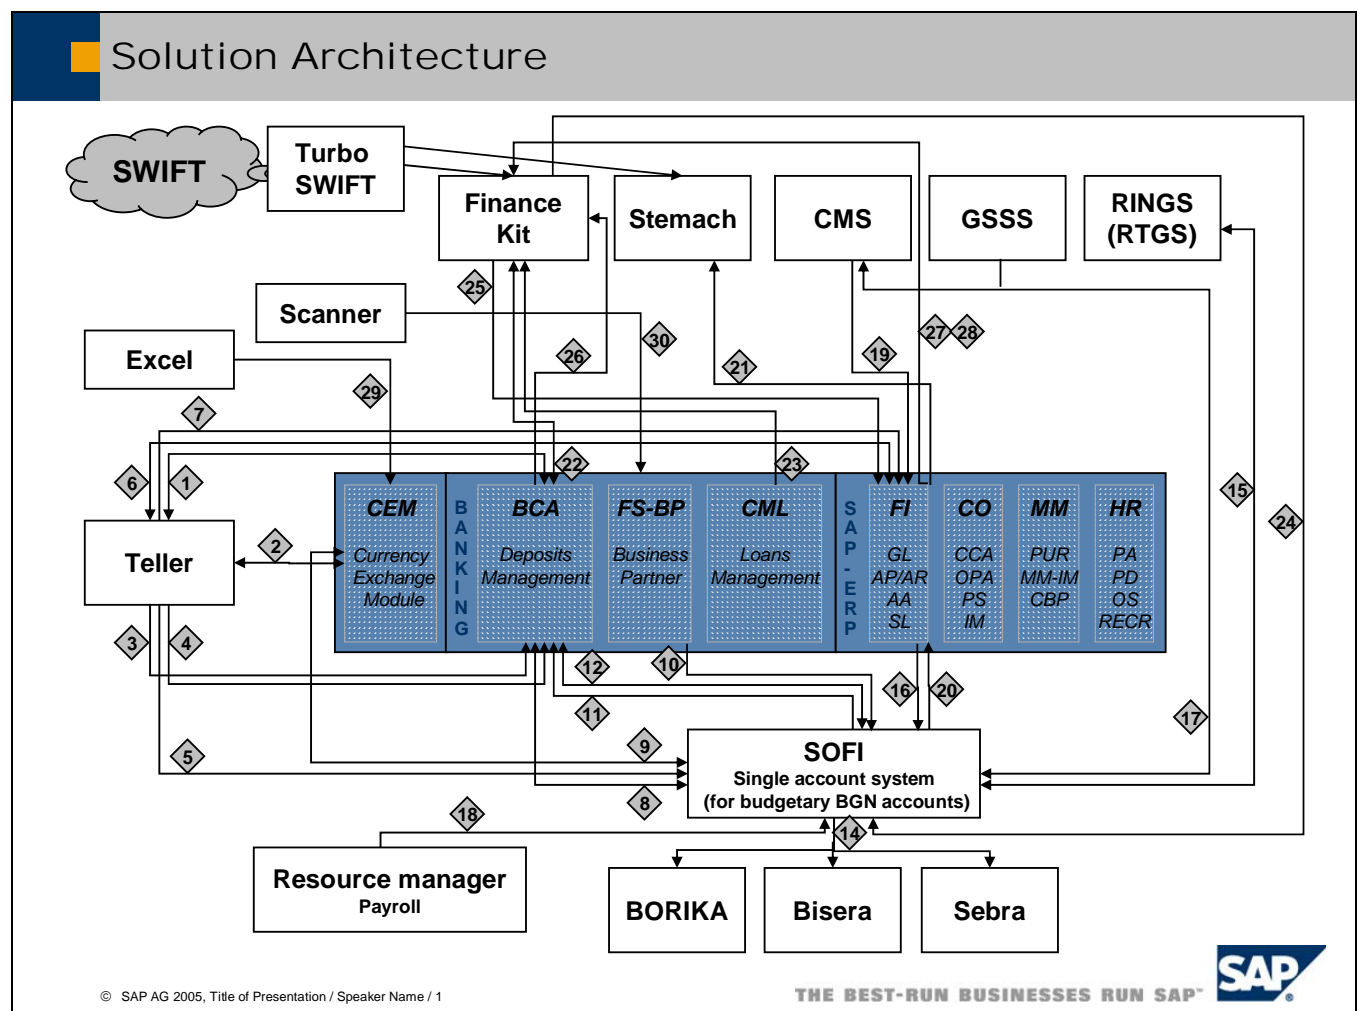 Solution Architecture
SWIFT
Turbo
SWIFT
Finance
Kit
Stemach
CMS
GSSS
RINGS
(RTGS)
25
Scanner
30
27
28
Excel
26
19
21
29
7
22
23
6
1
15
24
2
Teller
3
4
CEM
Currency
Exchange
Module
BANKING
BCA
Deposits
Management
FS-BP
Business
Partner
CML
Loans
Management
SAP-ERP
FI
GL
AP/AR
AA
SL
CO
CCA
OPA
PS
IM
MM
PUR
MM-IM
CBP
HR
PA
PD
OS
RECR
12
10
16
20
11
17
9
5
8
SOFI
Single account system
(for budgetary BGN accounts)
18
14
Resource manager
Payroll
BORIKA
Bisera
Sebra
© SAP AG 2005, Title of Presentation / Speaker Name / 1
THE BEST-RUN BUSINESSES RUN SAP™
SAP